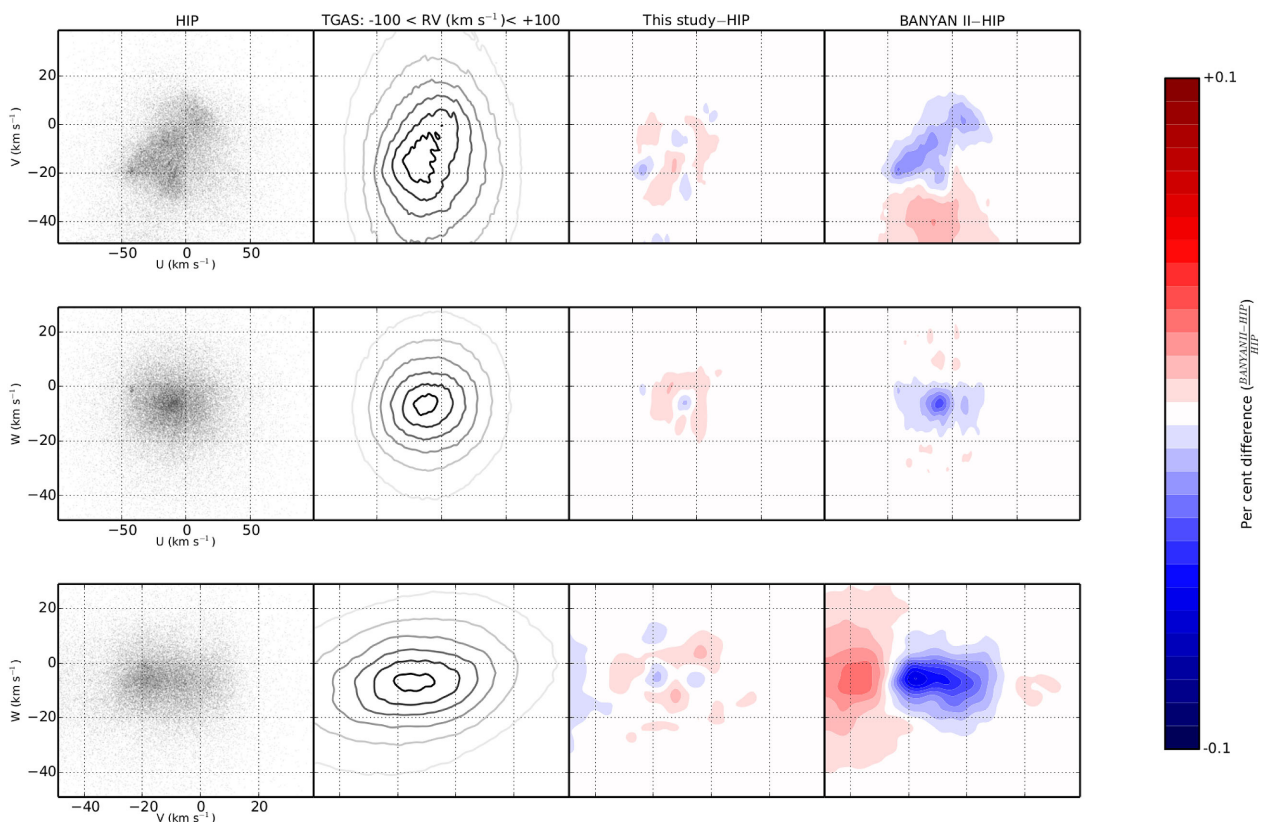 HIP
TGAS: -100 < RV (km s⁻¹)< +100
This study−HIP
BANYAN II−HIP
20
0
−20
−40
V (km s⁻¹)
−50
0
50
U (km s⁻¹)
20
0
−20
−40
W (km s⁻¹)
−50
0
50
U (km s⁻¹)
20
0
−20
−40
W (km s⁻¹)
−40
−20
0
20
V (km s⁻¹)
+0.1
-0.1
Per cent difference (BANYANII−HIP/HIP)